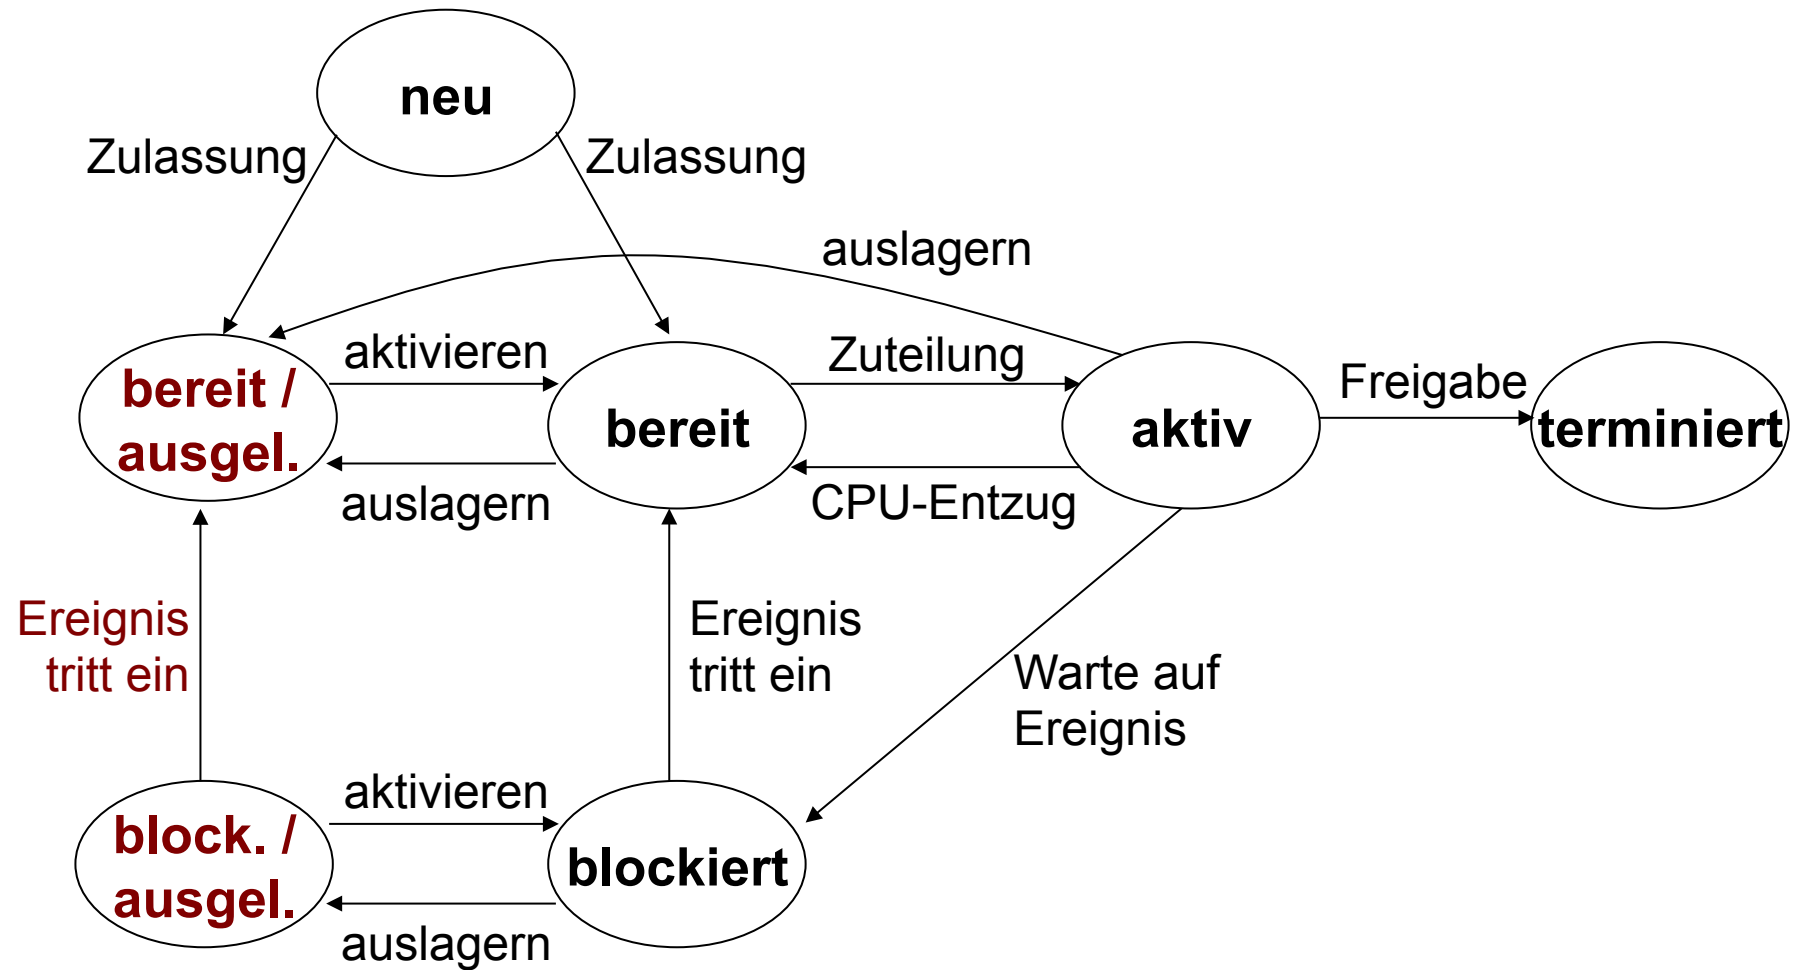 neu
Zulassung
Zulassung
auslagern
aktivieren
Zuteilung
Freigabe
bereit /
ausgel.
bereit
aktiv
terminiert
auslagern
CPU-Entzug
Ereignis
tritt ein
Ereignis
tritt ein
Warte auf
Ereignis
aktivieren
block. /
ausgel.
blockiert
auslagern